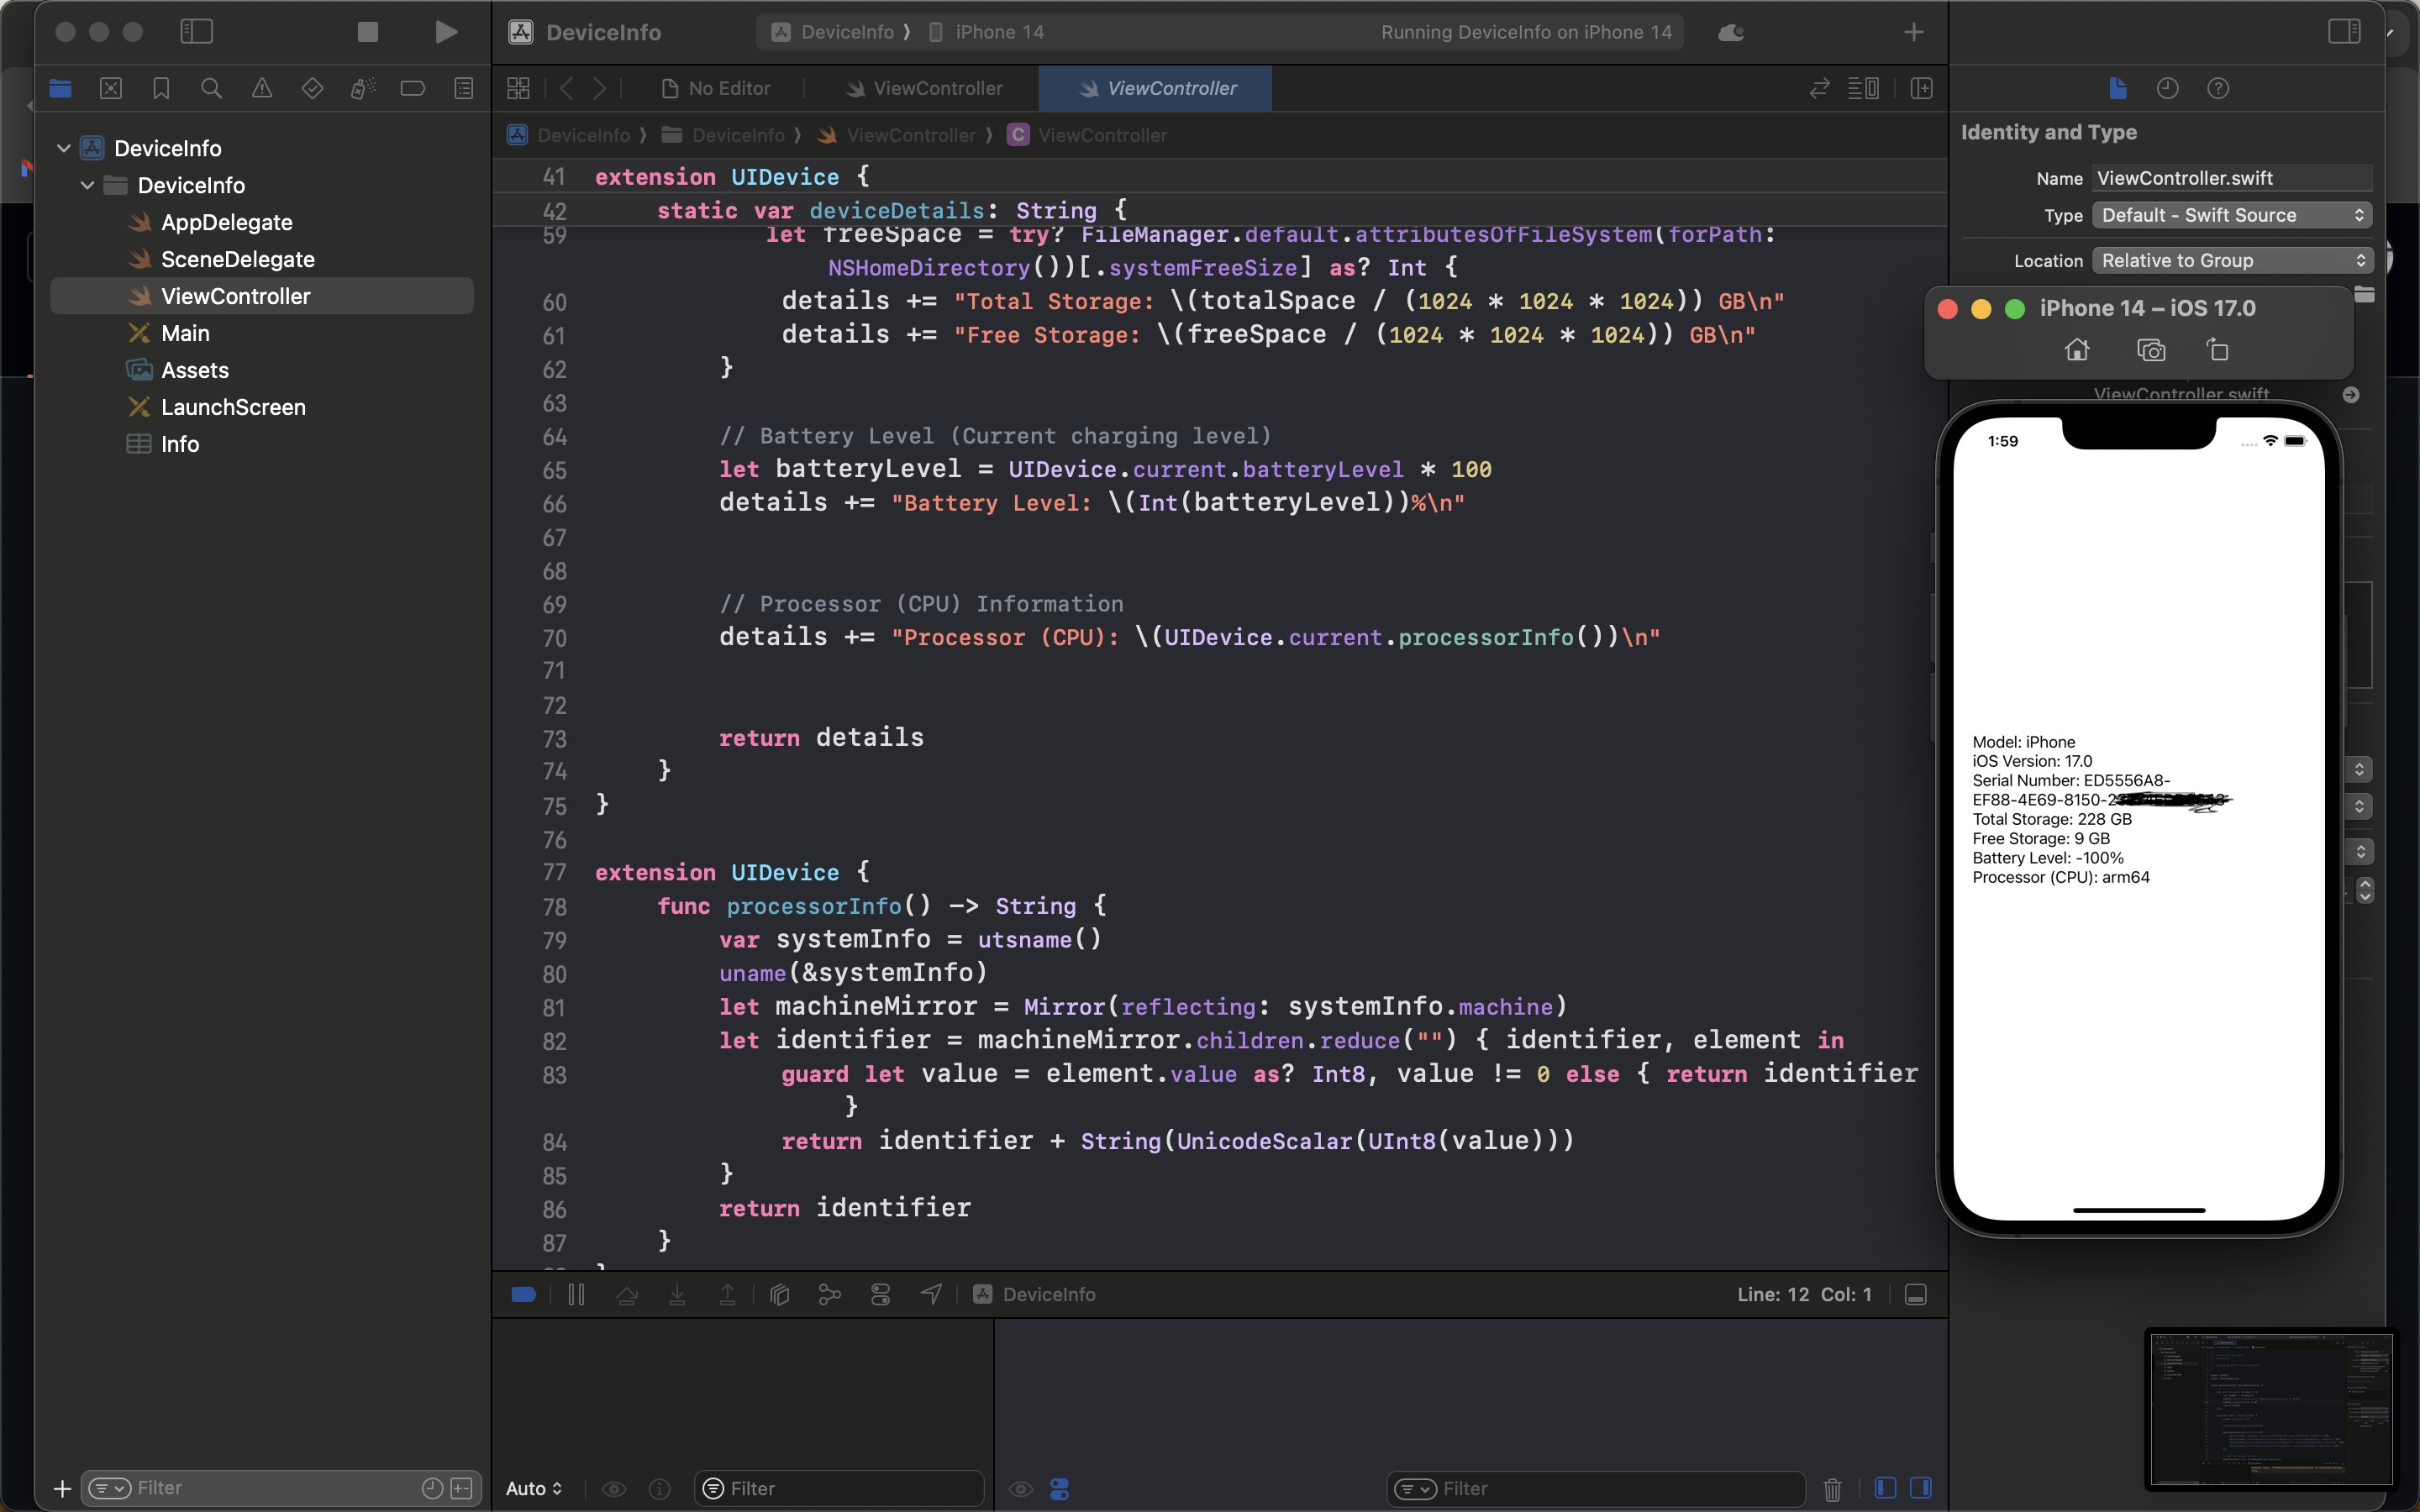 DeviceInfo
DeviceInfo ⟩ iPhone 14
Running DeviceInfo on iPhone 14
No Editor
ViewController
ViewController
DeviceInfo ⟩ DeviceInfo ⟩ ViewController ⟩ C ViewController
DeviceInfo
DeviceInfo
AppDelegate
SceneDelegate
ViewController
Main
Assets
LaunchScreen
Info
Filter
41 extension UIDevice {
42 static var deviceDetails: String {
59 let freeSpace = try? FileManager.default.attributesOfFileSystem(forPath:
NSHomeDirectory())[.systemFreeSize] as? Int {
60 details += "Total Storage: \(totalSpace / (1024 * 1024 * 1024)) GB\n"
61 details += "Free Storage: \(freeSpace / (1024 * 1024 * 1024)) GB\n"
62 }
63
64 // Battery Level (Current charging level)
65 let batteryLevel = UIDevice.current.batteryLevel * 100
66 details += "Battery Level: \(Int(batteryLevel))%\n"
67
68
69 // Processor (CPU) Information
70 details += "Processor (CPU): \(UIDevice.current.processorInfo())\n"
71
72
73 return details
74 }
75 }
76
77 extension UIDevice {
78 func processorInfo() -> String {
79 var systemInfo = utsname()
80 uname(&systemInfo)
81 let machineMirror = Mirror(reflecting: systemInfo.machine)
82 let identifier = machineMirror.children.reduce("") { identifier, element in
83 guard let value = element.value as? Int8, value != 0 else { return identifier
}
84 return identifier + String(UnicodeScalar(UInt8(value)))
85 }
86 return identifier
87 }
DeviceInfo
Line: 12 Col: 1
Auto
Filter
Filter
Identity and Type
Name ViewController.swift
Type Default - Swift Source
Location Relative to Group
ViewController.swift
iPhone 14 – iOS 17.0
1:59
Model: iPhone
iOS Version: 17.0
Serial Number: ED5556A8-
EF88-4E69-8150-2
Total Storage: 228 GB
Free Storage: 9 GB
Battery Level: -100%
Processor (CPU): arm64